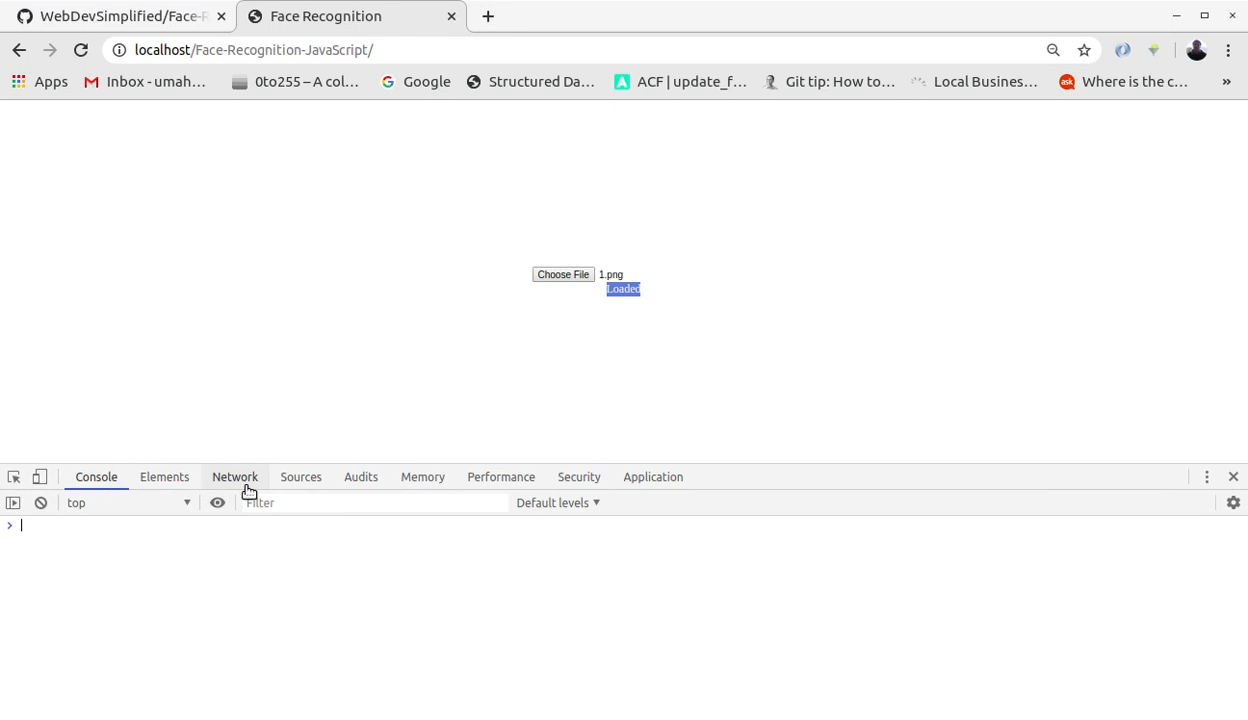 WebDevSimplified/Face-R
Face Recognition
localhost/Face-Recognition-JavaScript/
Apps
Inbox - umah...
0to255 – A col...
Google
Structured Da...
ACF | update_f...
Git tip: How to...
Local Busines...
ask
Where is the c...
»
Choose File 1.png
Loaded
Console Elements Network Sources Audits Memory Performance Security Application
top Filter Default levels